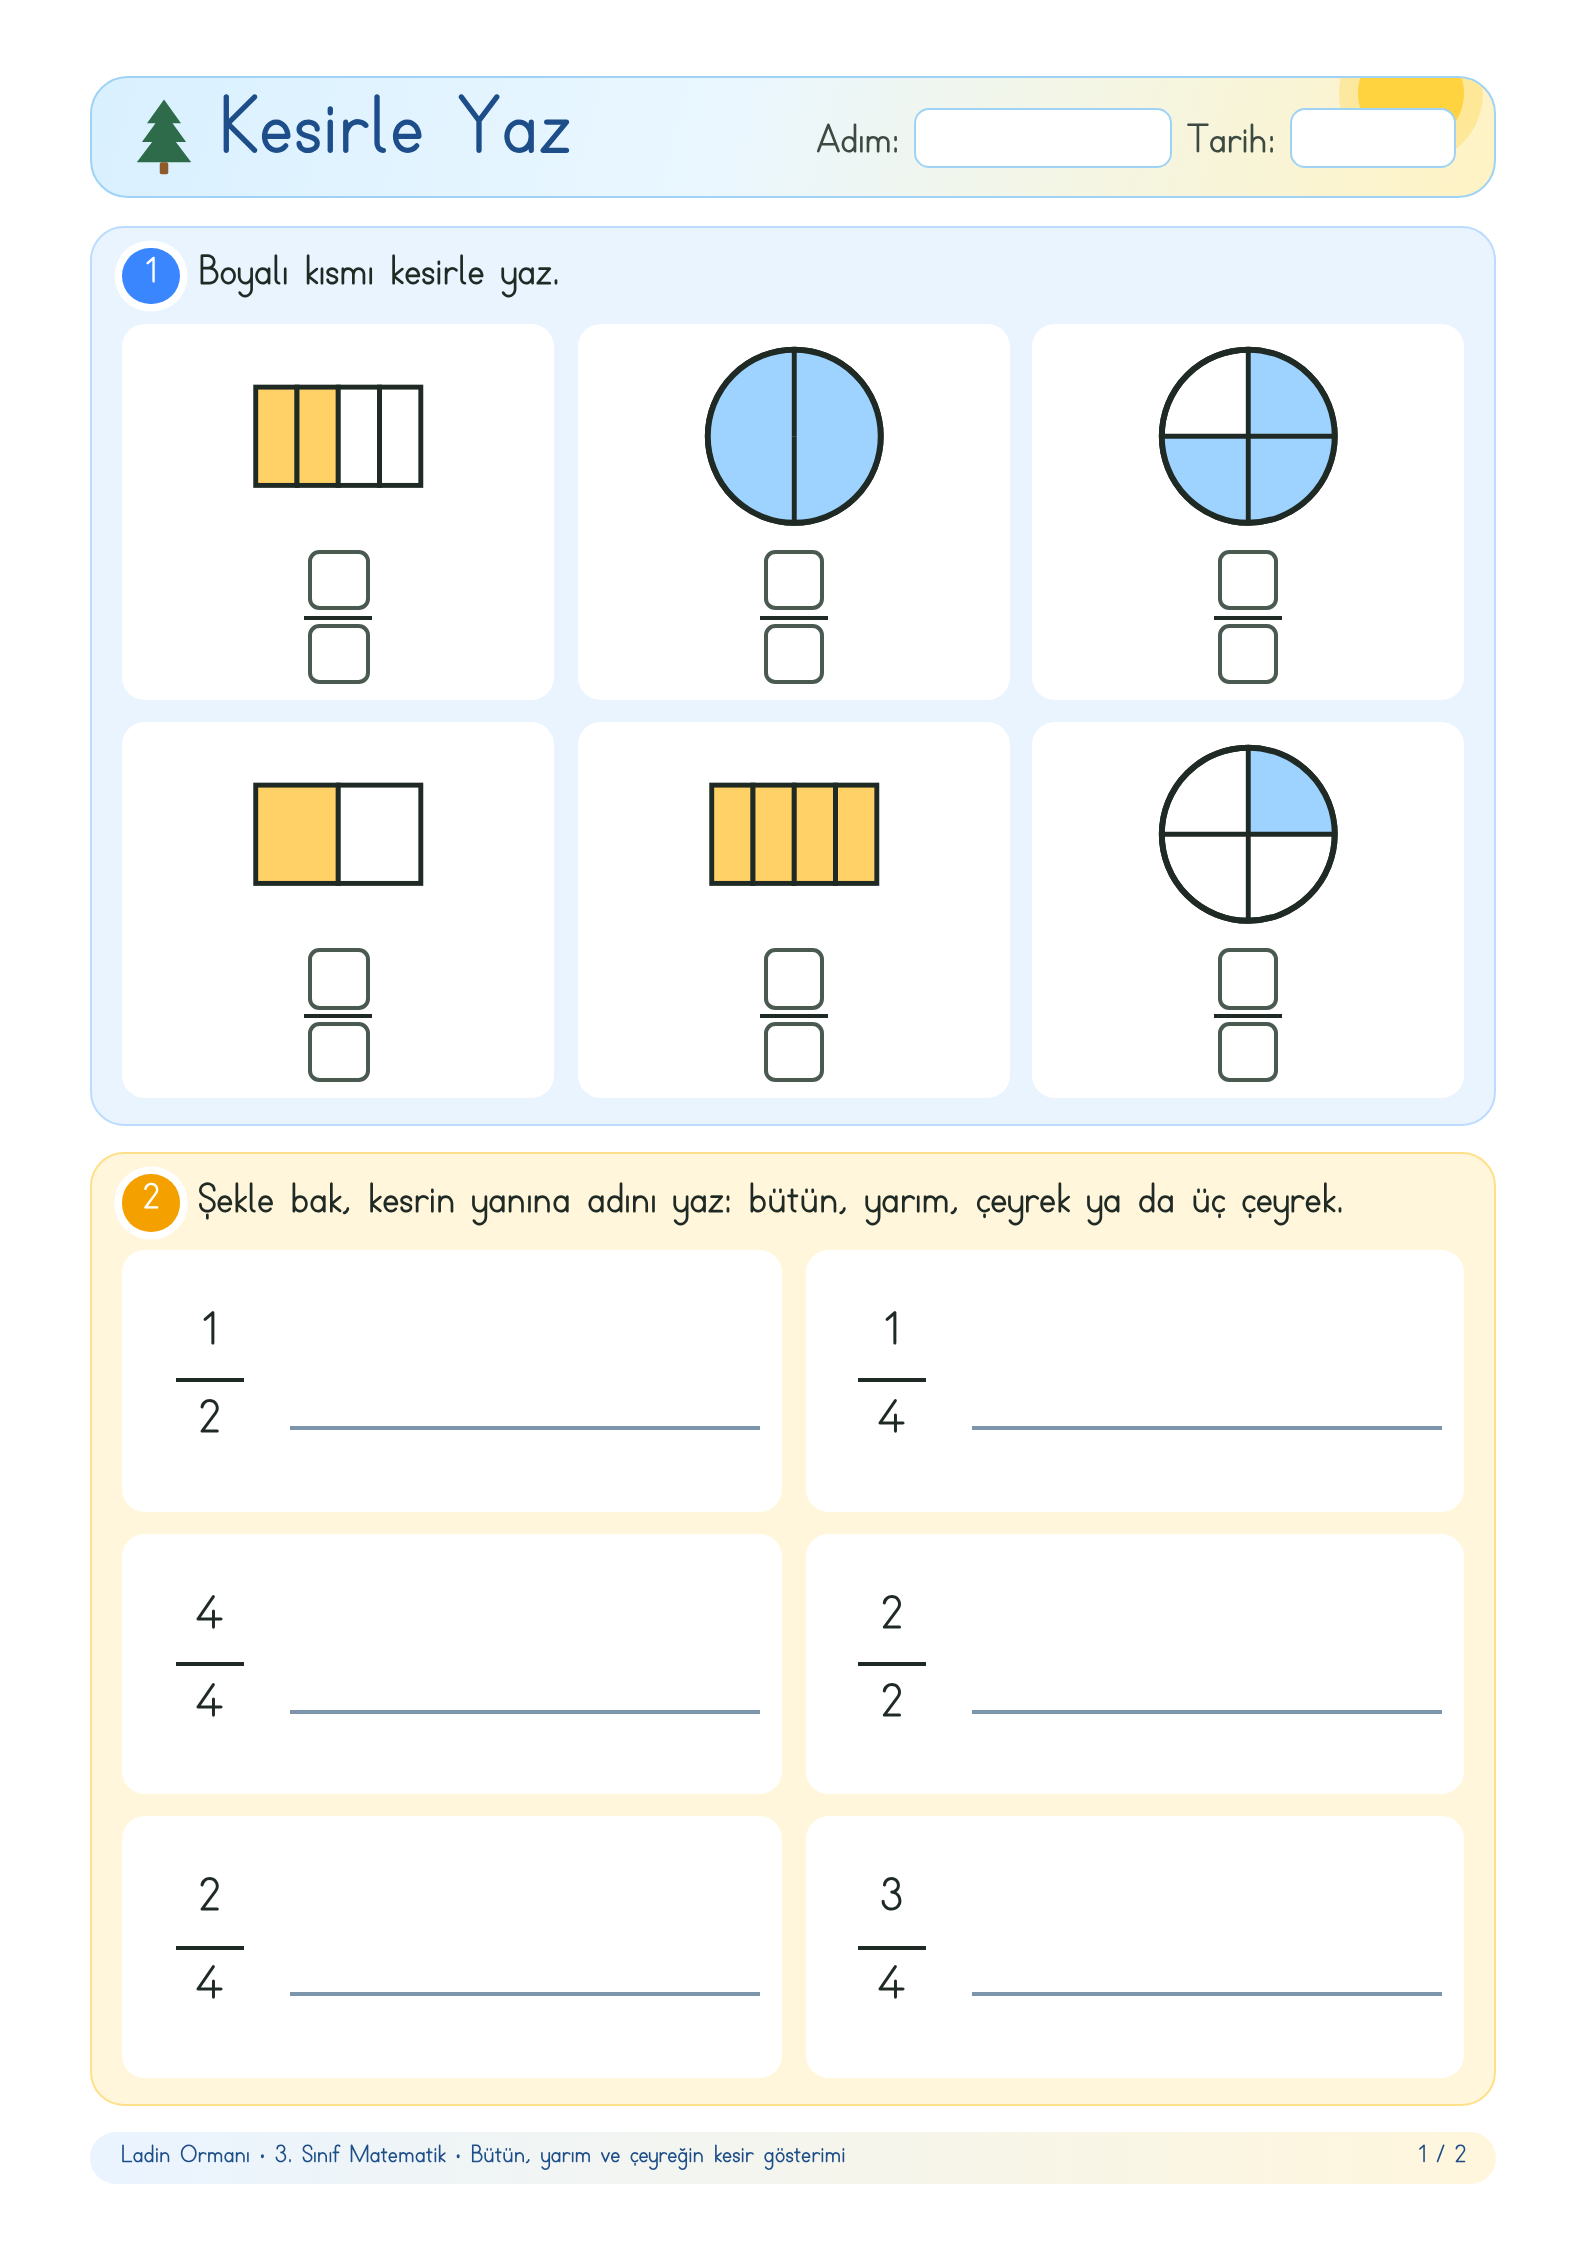 Kesirle Yaz
Adım:
Tarih:
1 Boyalı kısmı kesirle yaz.
2 Şekle bak, kesrin yanına adını yaz: bütün, yarım, çeyrek ya da üç çeyrek.
1
2
1
4
4
4
2
2
2
4
3
4
Ladin Ormanı • 3. Sınıf Matematik • Bütün, yarım ve çeyreğin kesir gösterimi
1 / 2